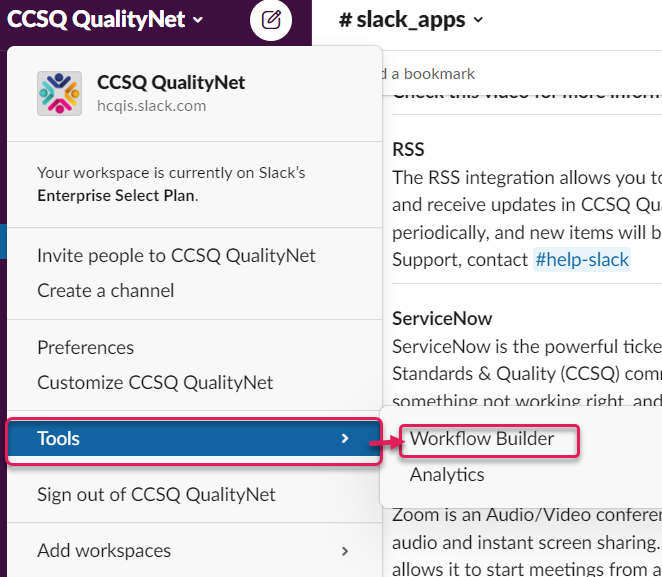 CCSQ QualityNet
# slack_apps
CCSQ QualityNet
hcqis.slack.com
Your workspace is currently on Slack's
Enterprise Select Plan.
Invite people to CCSQ QualityNet
Create a channel
Preferences
Customize CCSQ QualityNet
Tools
Workflow Builder
Analytics
Sign out of CCSQ QualityNet
Add workspaces
d a bookmark
Check this video for more inform
RSS
The RSS integration allows you to
and receive updates in CCSQ Qua
periodically, and new items will b
Support, contact #help-slack
ServiceNow
ServiceNow is the powerful ticke
Standards & Quality (CCSQ) comm
something not working right, and
Zoom is an Audio/Video conferen
audio and instant screen sharing.
allows it to start meetings from a